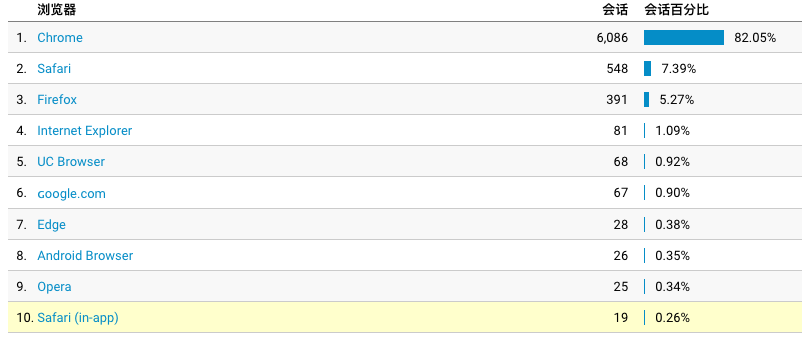 浏览器 会话 会话百分比
1. Chrome 6,086 82.05%
2. Safari 548 7.39%
3. Firefox 391 5.27%
4. Internet Explorer 81 1.09%
5. UC Browser 68 0.92%
6. ɢoogle.com 67 0.90%
7. Edge 28 0.38%
8. Android Browser 26 0.35%
9. Opera 25 0.34%
10. Safari (in-app) 19 0.26%